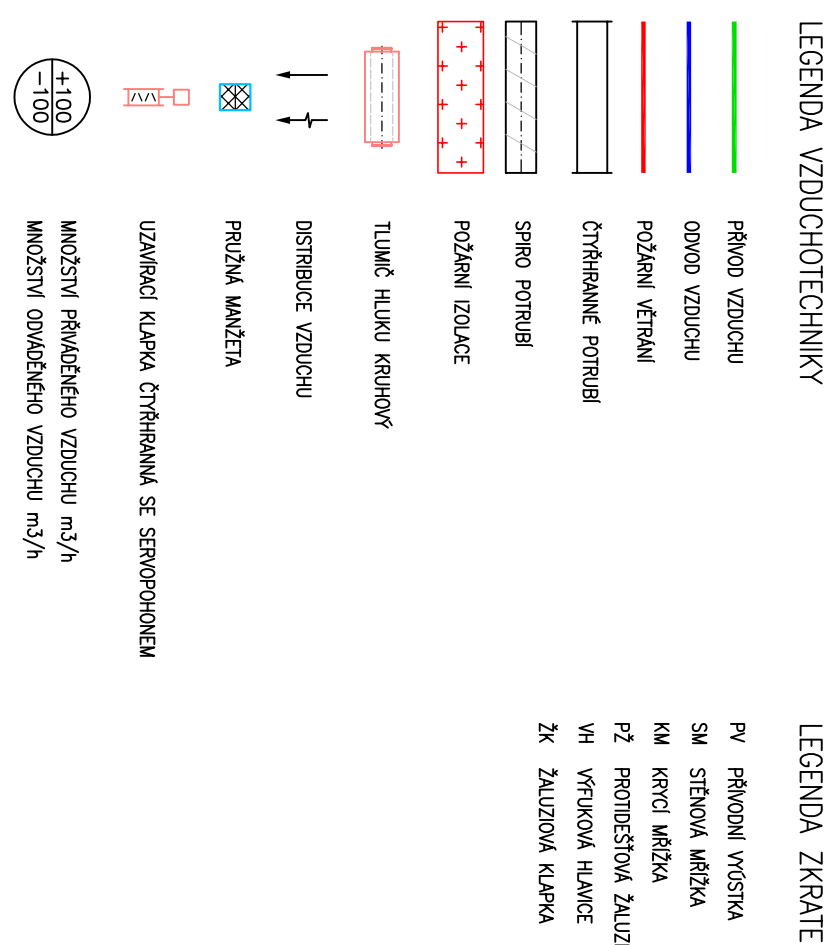 LEGENDA VZDUCHOTECHNIKY
PŘÍVOD VZDUCHU
ODVOD VZDUCHU
POŽÁRNÍ VĚTRÁNÍ
ČTYŘHRANNÉ POTRUBÍ
SPIRO POTRUBÍ
POŽÁRNÍ IZOLACE
TLUMIČ HLUKU KRUHOVÝ
DISTRIBUCE VZDUCHU
PRUŽNÁ MANŽETA
UZAVÍRACÍ KLAPKA ČTYŘHRANNÁ SE SERVOPOHONEM
+100
-100
MNOŽSTVÍ PŘIVÁDĚNÉHO VZDUCHU m3/h
MNOŽSTVÍ ODVÁDĚNÉHO VZDUCHU m3/h
LEGENDA ZKRATE
PV PŘÍVODNÍ VYÚSTKA
SM STĚNOVÁ MŘÍŽKA
KM KRYCÍ MŘÍŽKA
PŽ PROTIDEŠŤOVÁ ŽALUZI
VH VÝFUKOVÁ HLAVICE
ŽK ŽALUZIOVÁ KLAPKA